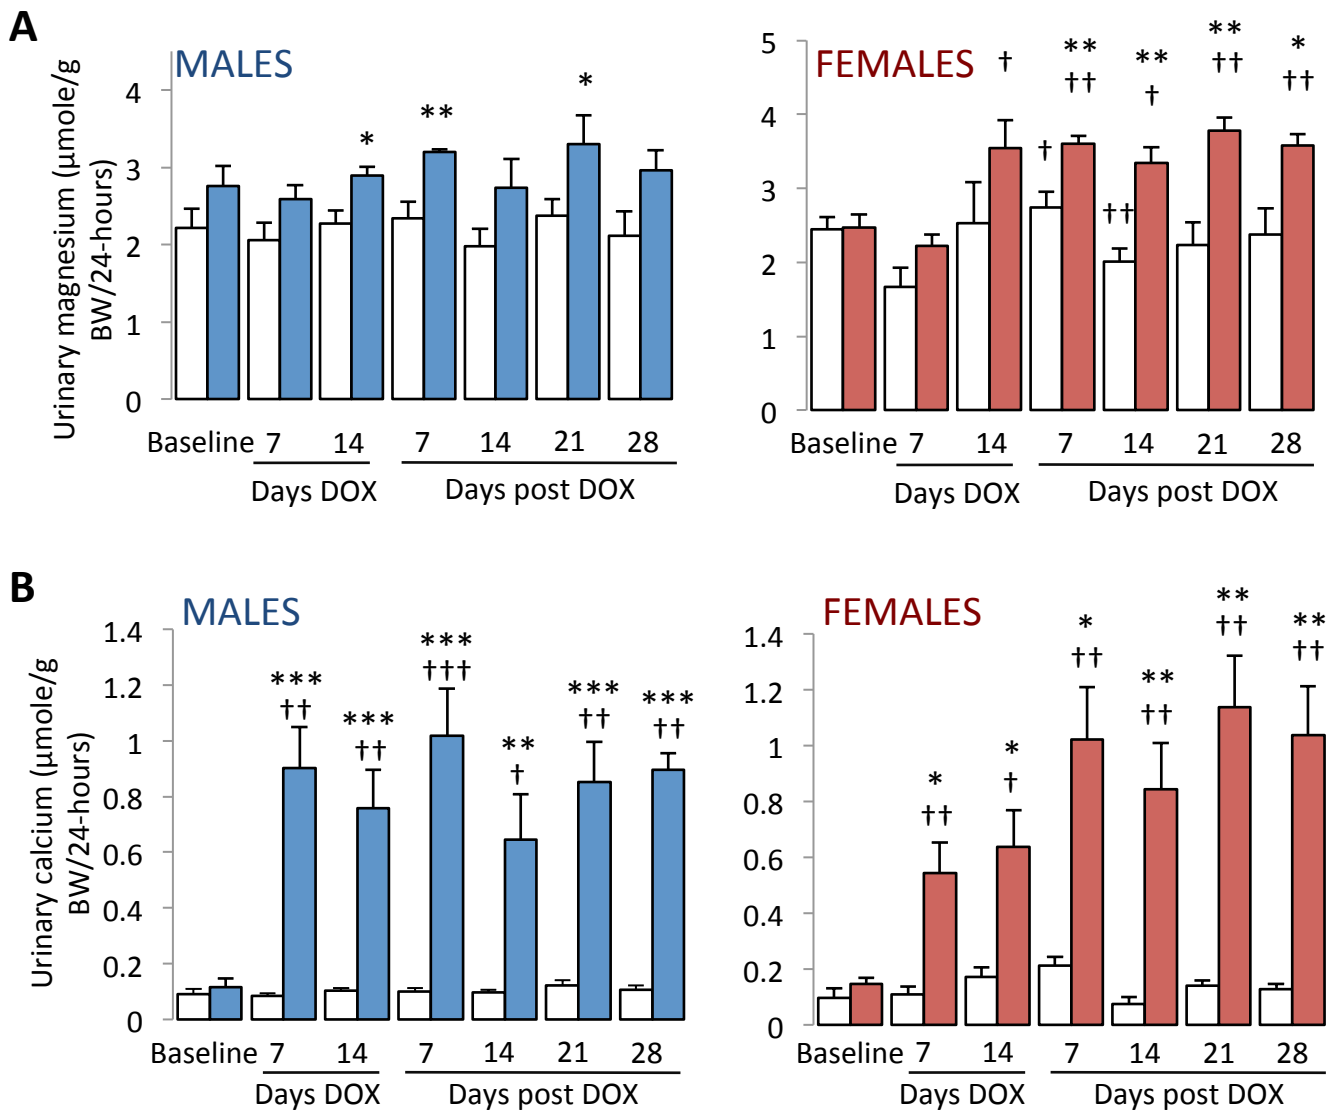 A
MALES
Urinary magnesium (µmole/g
BW/24-hours)
4
3
2
1
0
*
**
*
Baseline 7 14 7 14 21 28
Days DOX
Days post DOX
FEMALES
5
4
3
2
1
0
†
†
**
††
††
**
†
**
††
*
††
Baseline 7 14 7 14 21 28
Days DOX
Days post DOX
B
MALES
Urinary calcium (µmole/g
BW/24-hours)
1.4
1.2
1
0.8
0.6
0.4
0.2
0
***
††
***
††
***
†††
**
†
***
††
***
††
Baseline 7 14 7 14 21 28
Days DOX
Days post DOX
FEMALES
1.4
1.2
1
0.8
0.6
0.4
0.2
0
*
††
*
†
*
††
**
††
**
††
**
††
Baseline 7 14 7 14 21 28
Days DOX
Days post DOX